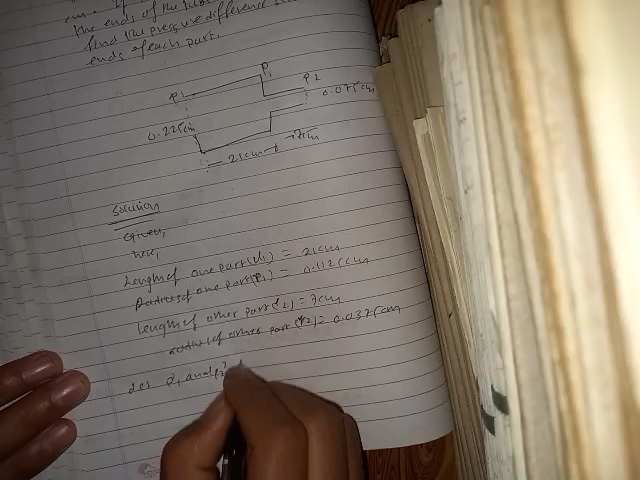 the ends of the tube
find the pressure difference
ends of each part.
P1
P2
0.075cm
0.225cm
21cm
7cm
Solution
Given,
here,
Length of one part(l1) = 21cm
Radius of one part(r1) = 0.1125cm
Length of other part(l2) = 7cm
radius of other part(r2) = 0.0375cm
let P1 and P2